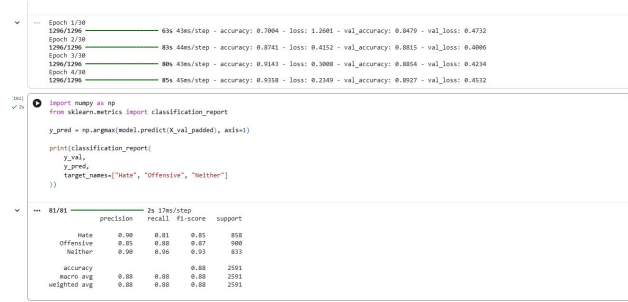 ... Epoch 1/30
1296/1296 ━━━━━━━━━━ 63s 43ms/step - accuracy: 0.7004 - loss: 1.2601 - val_accuracy: 0.8479 - val_loss: 0.4732
Epoch 2/30
1296/1296 ━━━━━━━━━━ 83s 44ms/step - accuracy: 0.8741 - loss: 0.4152 - val_accuracy: 0.8815 - val_loss: 0.4006
Epoch 3/30
1296/1296 ━━━━━━━━━━ 80s 43ms/step - accuracy: 0.9143 - loss: 0.3008 - val_accuracy: 0.8854 - val_loss: 0.4234
Epoch 4/30
1296/1296 ━━━━━━━━━━ 85s 45ms/step - accuracy: 0.9358 - loss: 0.2349 - val_accuracy: 0.8927 - val_loss: 0.4532
2s
import numpy as np
from sklearn.metrics import classification_report
y_pred = np.argmax(model.predict(X_val_padded), axis=1)
print(classification_report(
y_val,
y_pred,
target_names=["Hate", "Offensive", "Neither"]
))
... 81/81 ━━━━━━━━━━ 2s 17ms/step
precision recall f1-score support
Hate 0.90 0.81 0.85 858
Offensive 0.85 0.88 0.87 900
Neither 0.90 0.96 0.93 833
accuracy 0.88 2591
macro avg 0.88 0.88 0.88 2591
weighted avg 0.88 0.88 0.88 2591